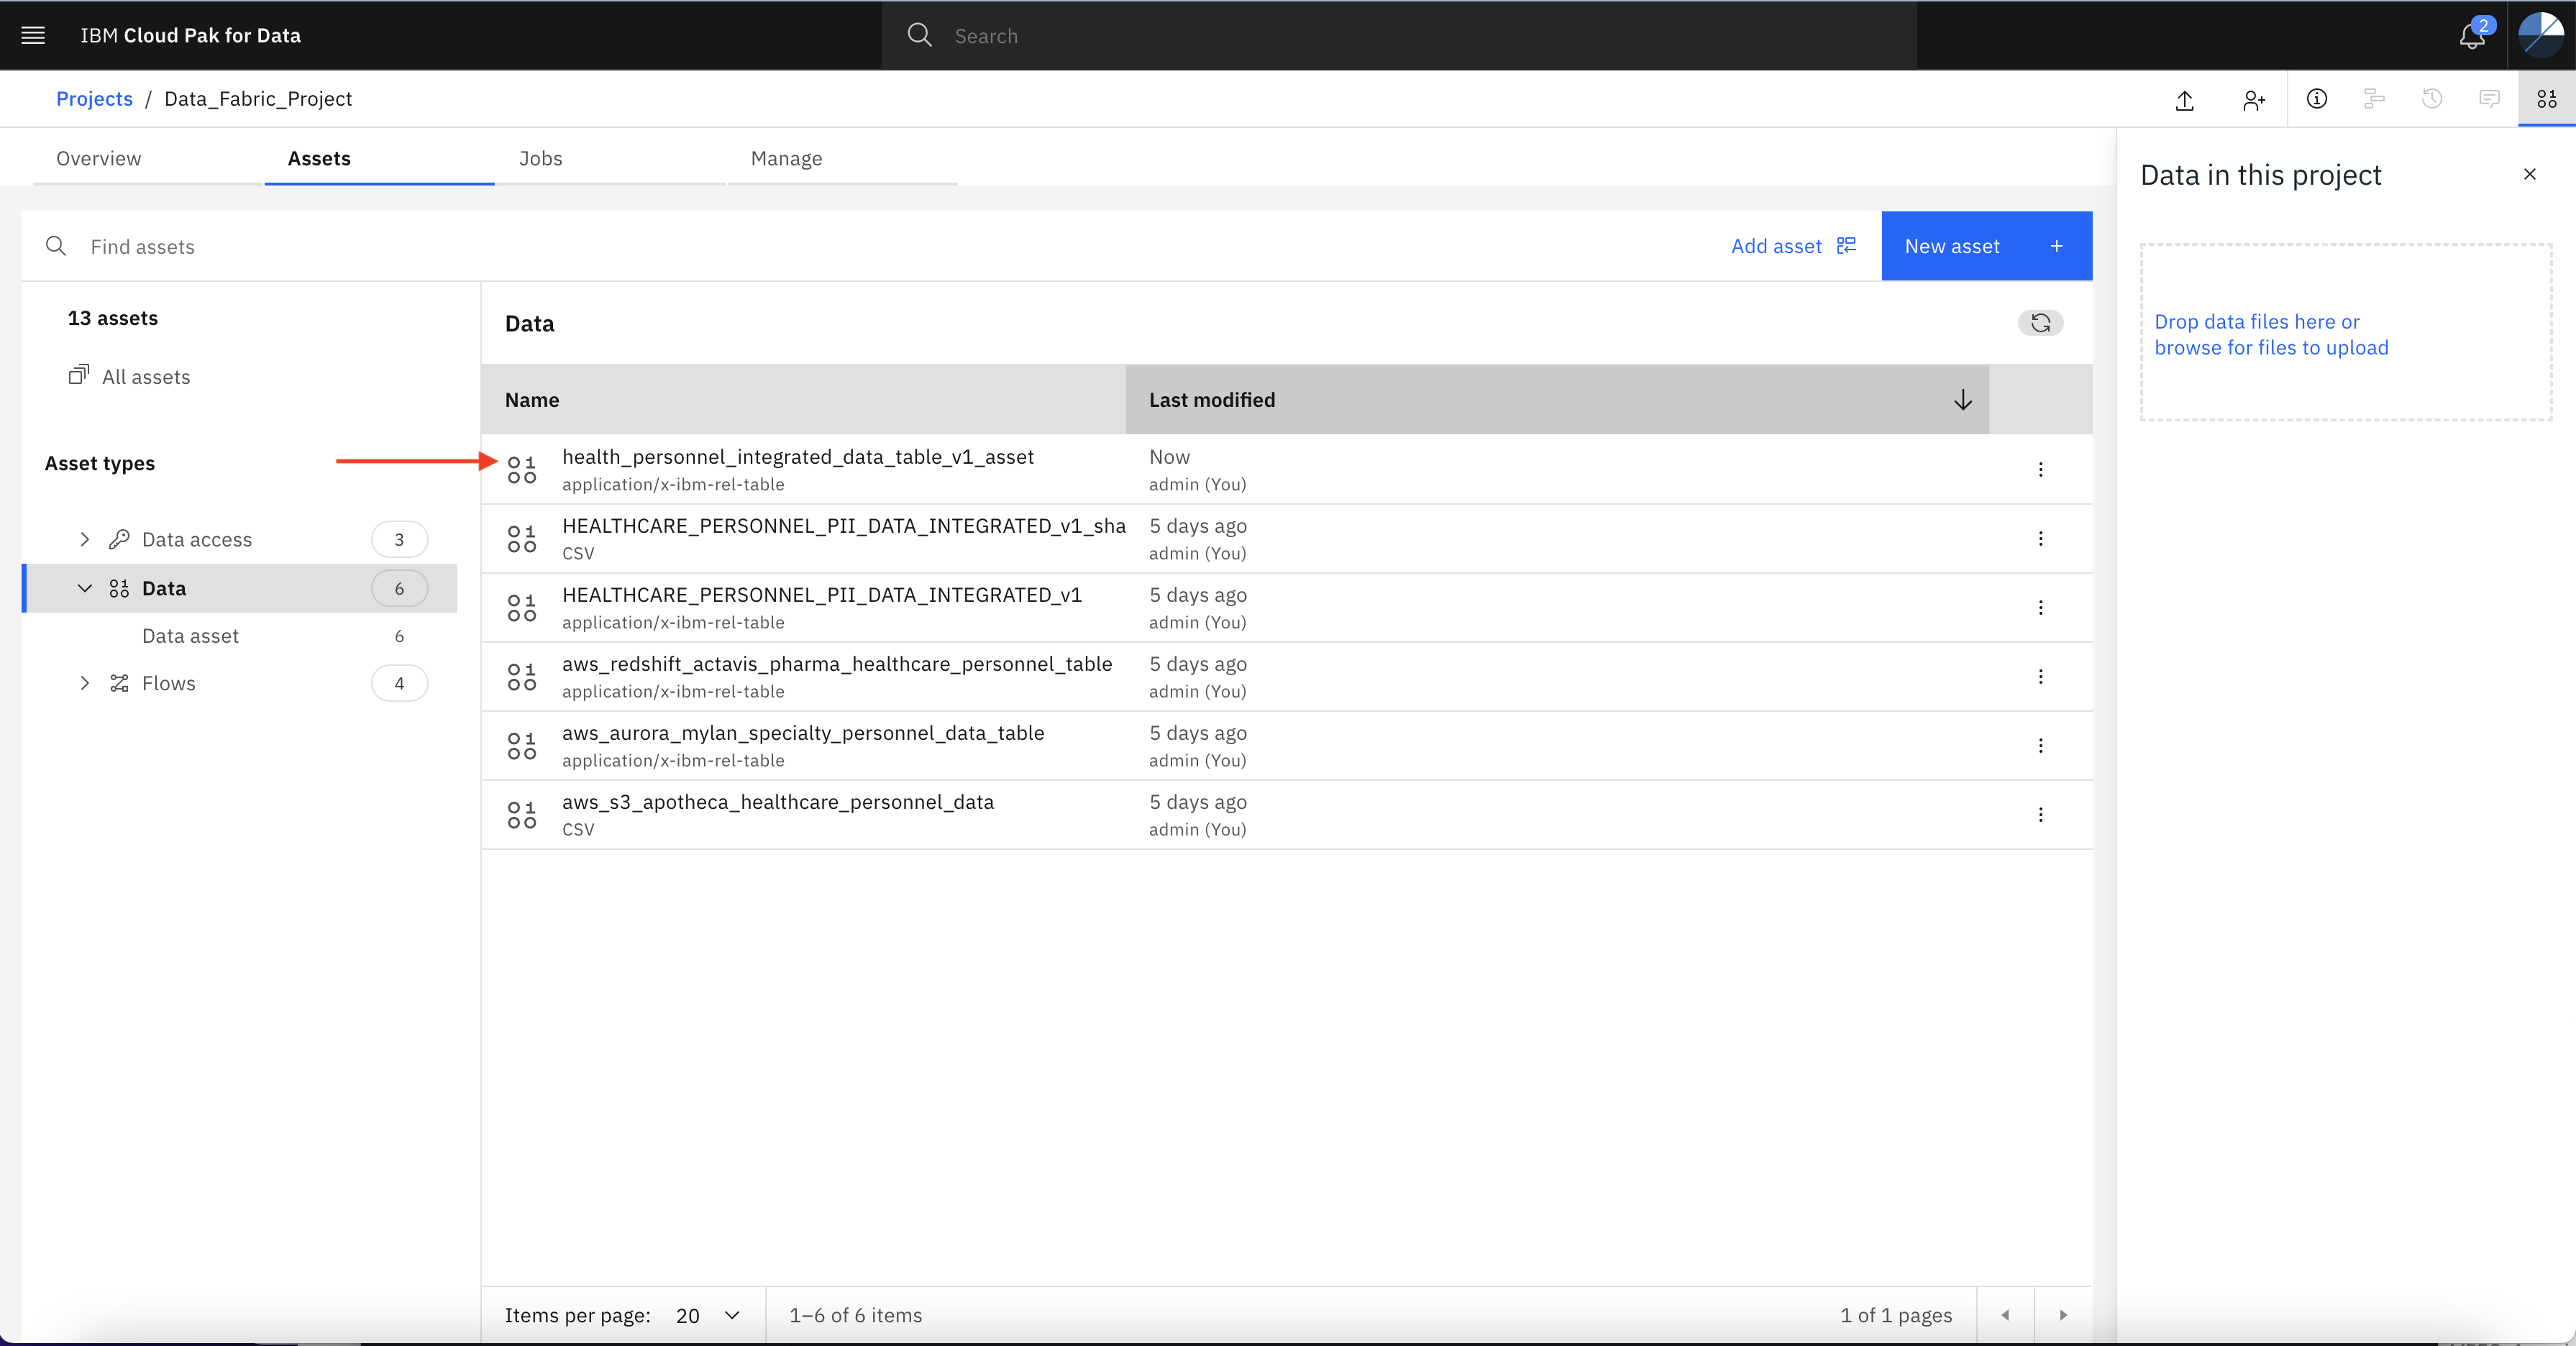 IBM Cloud Pak for Data
Search
2
Projects / Data_Fabric_Project
Overview
Assets
Jobs
Manage
Data in this project
Find assets
Add asset
New asset
Drop data files here or
browse for files to upload
13 assets
All assets
Asset types
Data access 3
Data 6
Data asset 6
Flows 4
Data
Name
Last modified
health_personnel_integrated_data_table_v1_asset
application/x-ibm-rel-table
Now
admin (You)
HEALTHCARE_PERSONNEL_PII_DATA_INTEGRATED_v1_sha
CSV
5 days ago
admin (You)
HEALTHCARE_PERSONNEL_PII_DATA_INTEGRATED_v1
application/x-ibm-rel-table
5 days ago
admin (You)
aws_redshift_actavis_pharma_healthcare_personnel_table
application/x-ibm-rel-table
5 days ago
admin (You)
aws_aurora_mylan_specialty_personnel_data_table
application/x-ibm-rel-table
5 days ago
admin (You)
aws_s3_apotheca_healthcare_personnel_data
CSV
5 days ago
admin (You)
Items per page: 20
1–6 of 6 items
1 of 1 pages